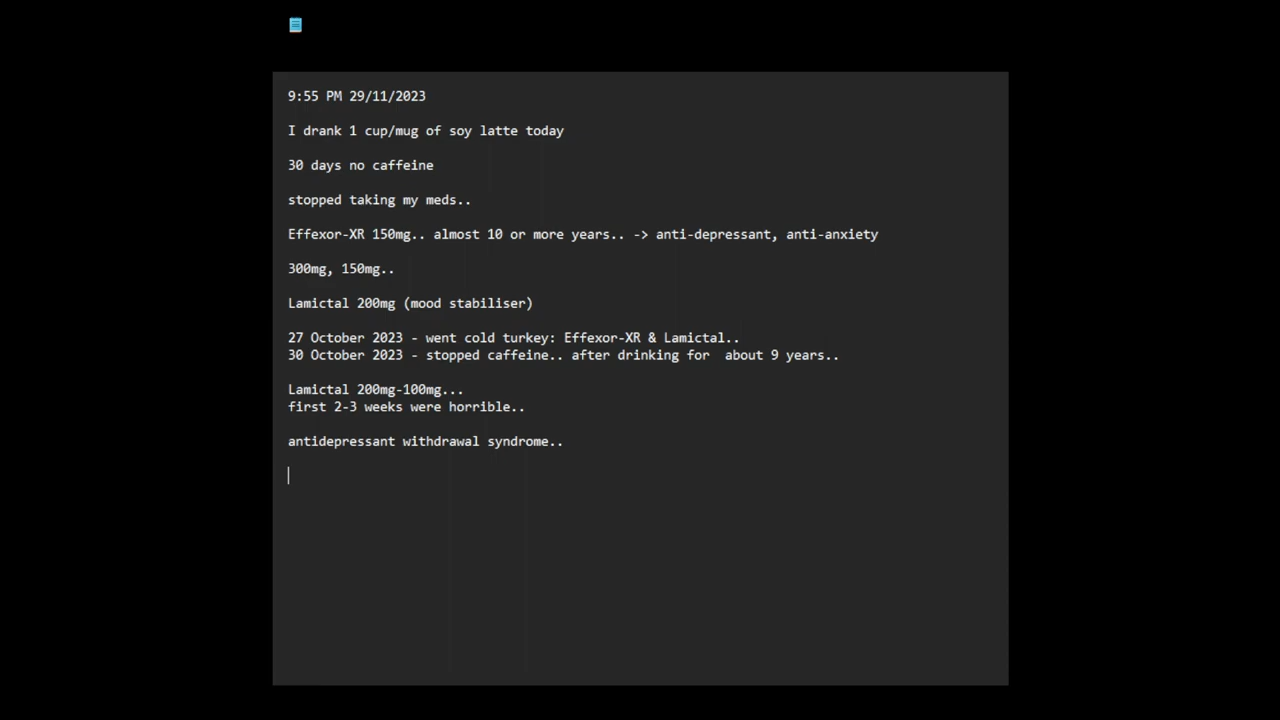 9:55 PM 29/11/2023
I drank 1 cup/mug of soy latte today
30 days no caffeine
stopped taking my meds..
Effexor-XR 150mg.. almost 10 or more years.. -> anti-depressant, anti-anxiety
300mg, 150mg..
Lamictal 200mg (mood stabiliser)
27 October 2023 - went cold turkey: Effexor-XR & Lamictal..
30 October 2023 - stopped caffeine.. after drinking for  about 9 years..
Lamictal 200mg-100mg...
first 2-3 weeks were horrible..
antidepressant withdrawal syndrome..